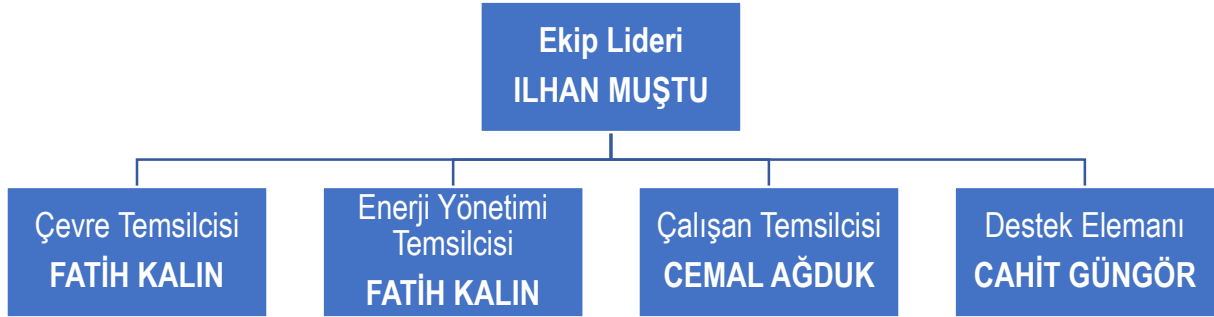 Ekip Lideri
ILHAN MUŞTU
Çevre Temsilcisi
FATİH KALIN
Enerji Yönetimi
Temsilcisi
FATİH KALIN
Çalışan Temsilcisi
CEMAL AĞDUK
Destek Elemanı
CAHİT GÜNGÖR